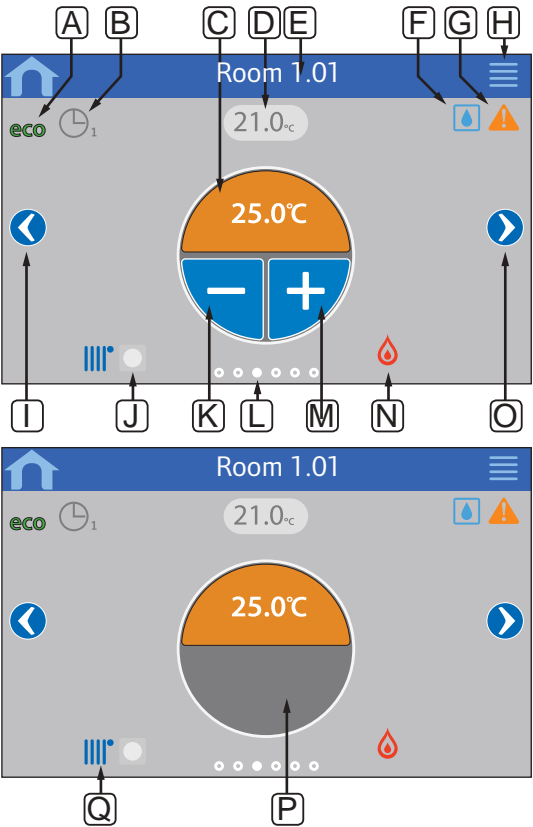 A B C D E F G H
Room 1.01
eco 1 21.0°C
25.0°C
I J K L M N O
Room 1.01
eco 1 21.0°C
25.0°C
Q P